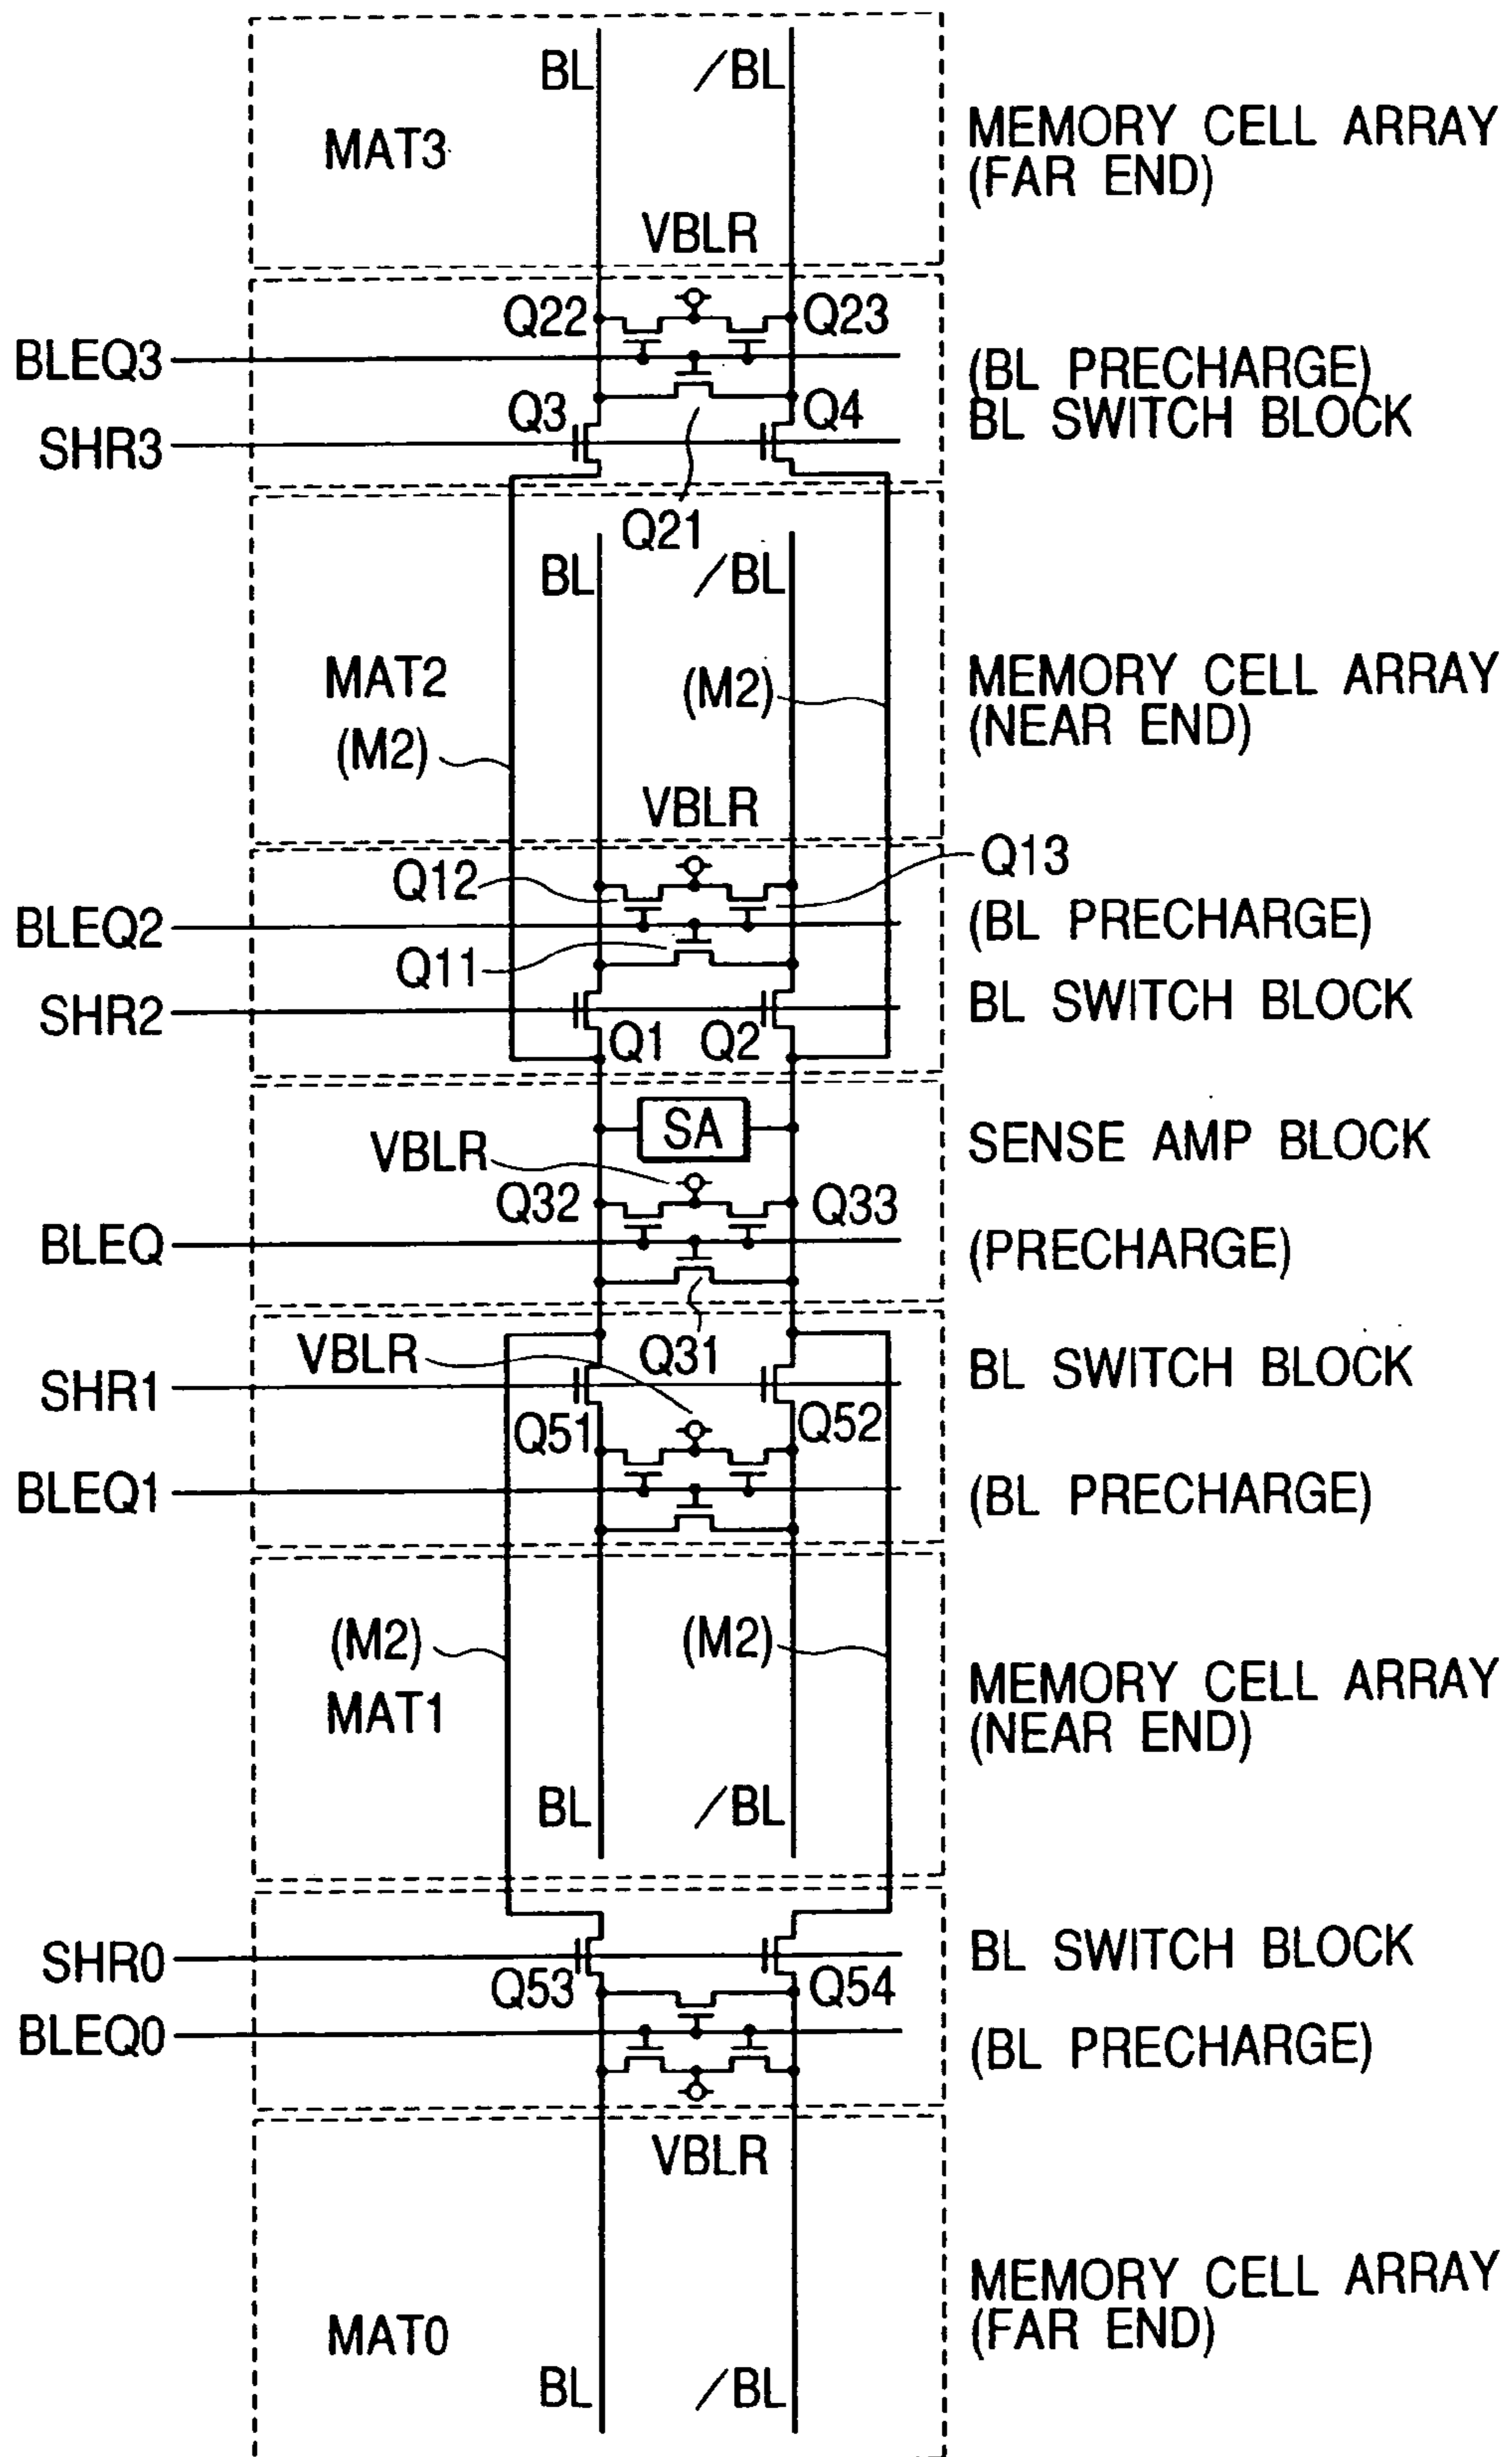 BL /BL
MAT3
MEMORY CELL ARRAY
(FAR END)
VBLR
Q22 Q23
BLEQ3
(BL PRECHARGE)
Q3 Q4
BL SWITCH BLOCK
SHR3
Q21
BL /BL
MAT2
(M2)
MEMORY CELL ARRAY
(NEAR END)
(M2)
VBLR
Q12 Q13
BLEQ2
(BL PRECHARGE)
Q11
SHR2
BL SWITCH BLOCK
Q1 Q2
SA
SENSE AMP BLOCK
VBLR
Q32 Q33
BLEQ
(PRECHARGE)
VBLR Q31
BL SWITCH BLOCK
SHR1
Q51 Q52
BLEQ1
(BL PRECHARGE)
(M2) (M2)
MAT1
MEMORY CELL ARRAY
(NEAR END)
BL /BL
SHR0
BL SWITCH BLOCK
Q53 Q54
BLEQ0
(BL PRECHARGE)
VBLR
MEMORY CELL ARRAY
(FAR END)
MAT0
BL /BL